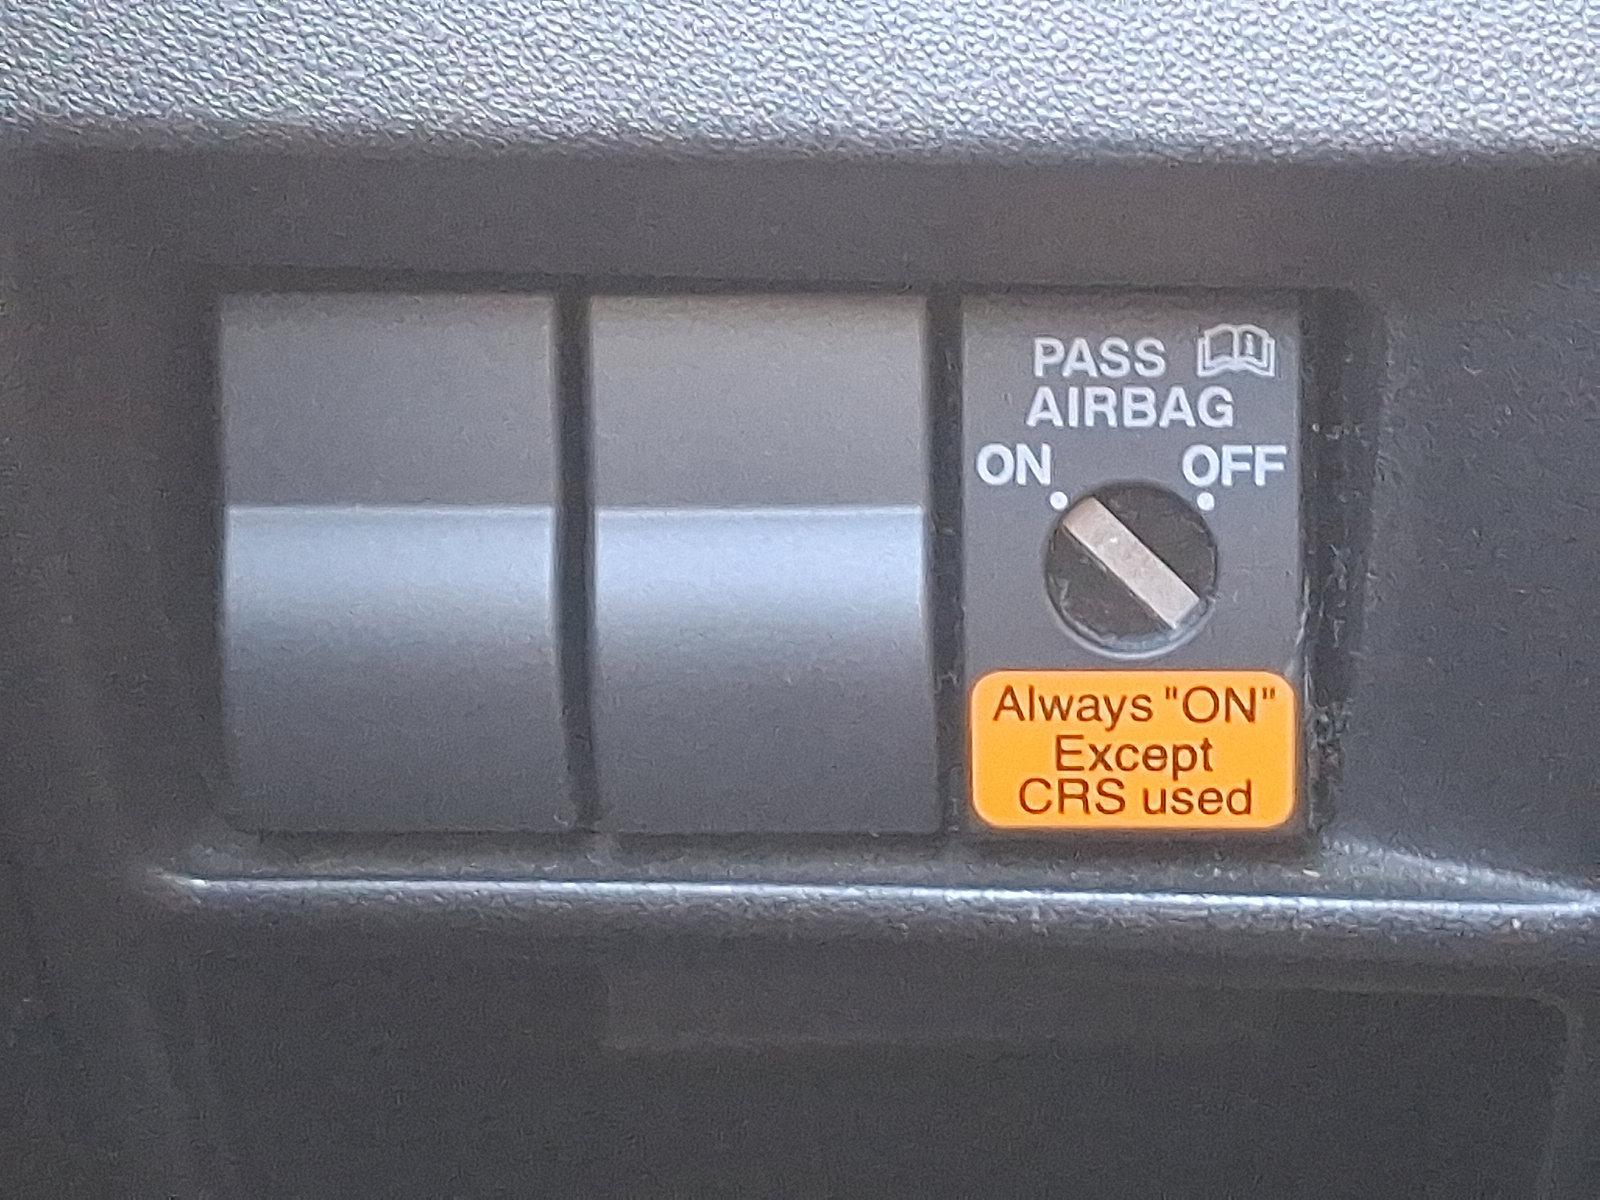 PASS
AIRBAG
ON OFF
Always "ON"
Except
CRS used